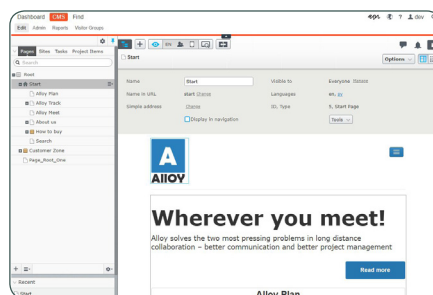 Dashboard CMS Find
epi. ? dev
Edit Admin Reports Visitor Groups
Pages Sites Tasks Project Items
Search
Root
Start
Alloy Plan
Alloy Track
Alloy Meet
About us
How to buy
Search
Customer Zone
Page_Root_One
Recent
Start
Start
Options
Name Start Visible to Everyone Details
Name in URL start Change Languages en, sv
Simple address Change ID, Type 5, Start Page
Display in navigation Tools
Alloy
Wherever you meet!
Alloy solves the two most pressing problems in long distance
collaboration – better communication and better project management
Read more
Alloy Plan